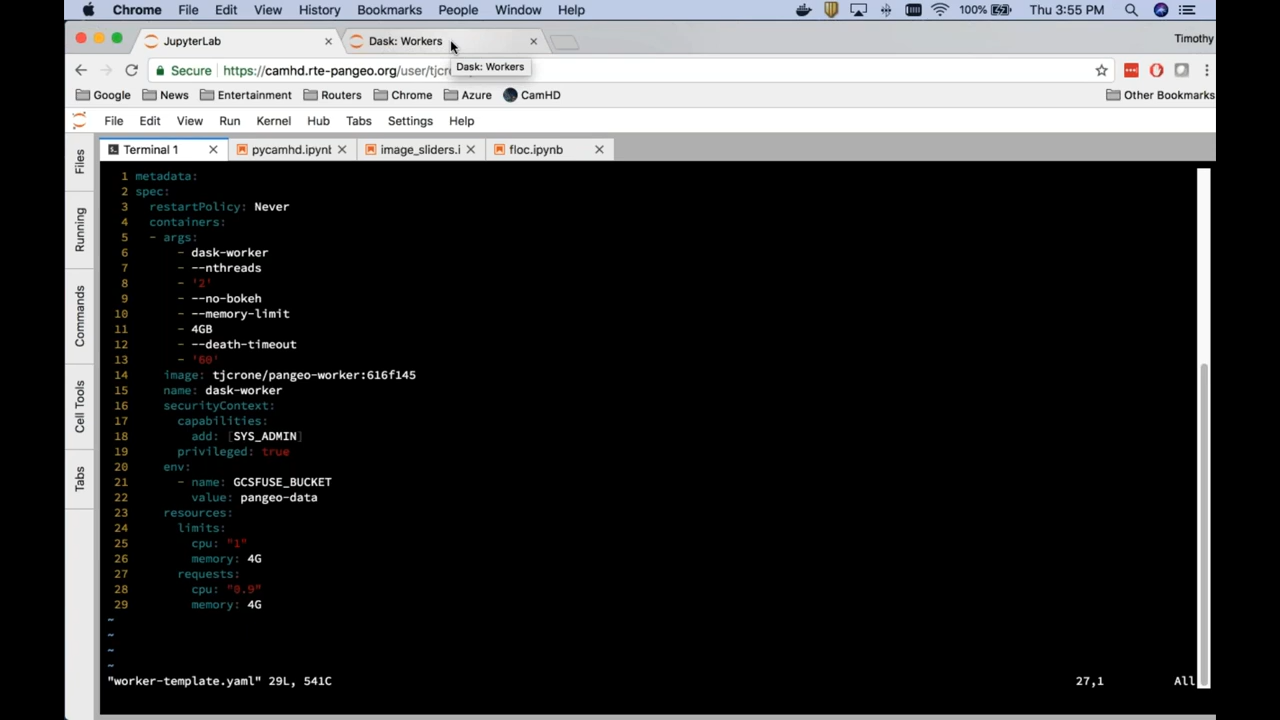 Chrome File Edit View History Bookmarks People Window Help 100% Thu 3:55 PM
JupyterLab Dask: Workers Timothy
Secure https://camhd.rte-pangeo.org/user/tjcr
Dask: Workers
Google News Entertainment Routers Chrome Azure CamHD Other Bookmarks
File Edit View Run Kernel Hub Tabs Settings Help
Terminal 1 pycamhd.ipynb image_sliders.i floc.ipynb
Files
Running
Commands
Cell Tools
Tabs
1 metadata:
2 spec:
3 restartPolicy: Never
4 containers:
5 - args:
6 - dask-worker
7 - --nthreads
8 - '2'
9 - --no-bokeh
10 - --memory-limit
11 - 4GB
12 - --death-timeout
13 - '60'
14 image: tjcrone/pangeo-worker:616f145
15 name: dask-worker
16 securityContext:
17 capabilities:
18 add: [SYS_ADMIN]
19 privileged: true
20 env:
21 - name: GCSFUSE_BUCKET
22 value: pangeo-data
23 resources:
24 limits:
25 cpu: "1"
26 memory: 4G
27 requests:
28 cpu: "0.9"
29 memory: 4G
~
~
~
~
"worker-template.yaml" 29L, 541C 27,1 All